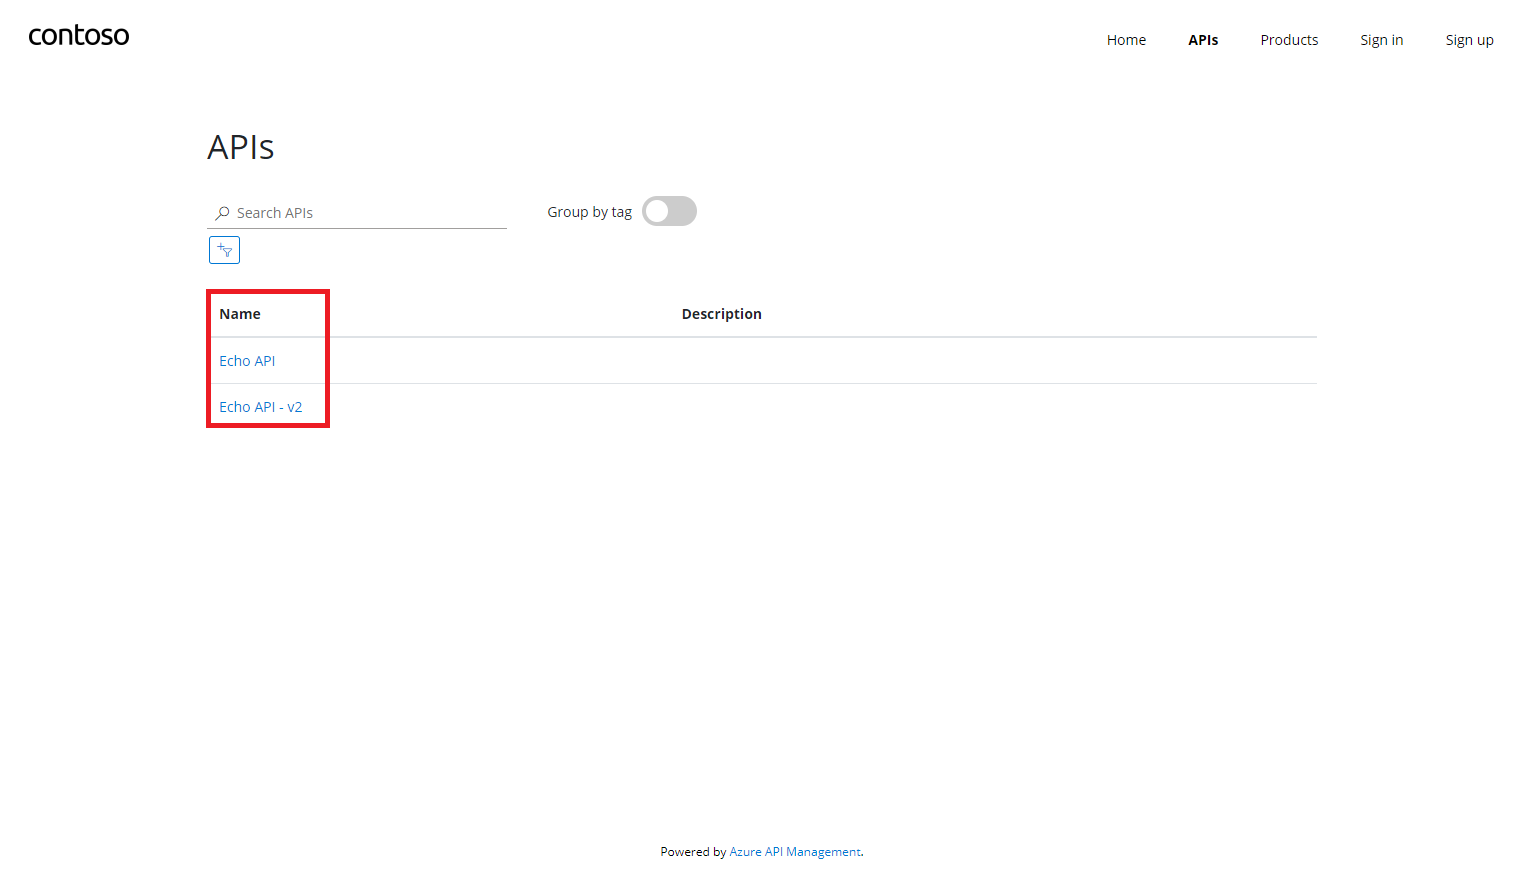 contoso
Home APIs Products Sign in Sign up
APIs
Search APIs
Group by tag
Name Description
Echo API
Echo API - v2
Powered by Azure API Management.